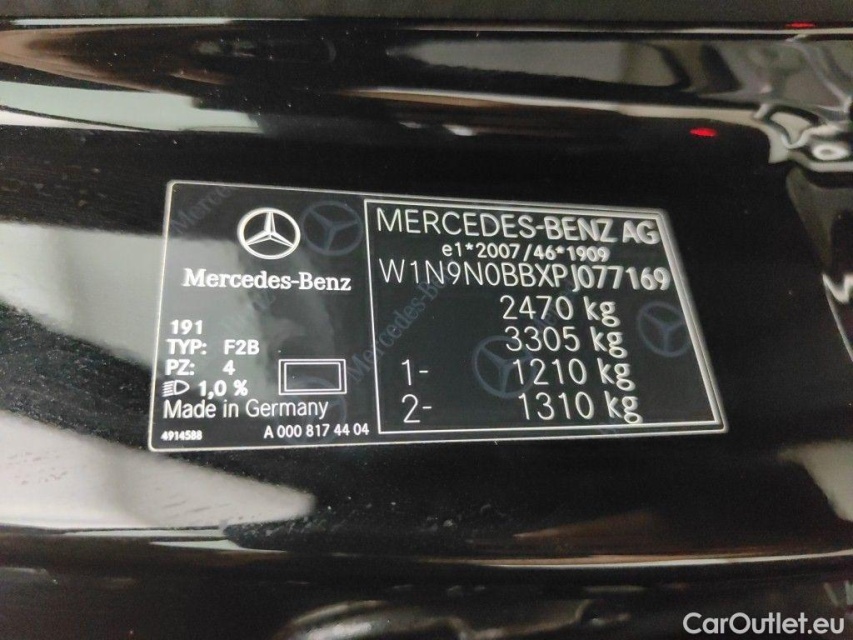 Mercedes-Benz
191
TYP: F2B
PZ: 4
1,0 %
Made in Germany
4914588
A 000 817 44 04
MERCEDES-BENZ AG
e1*2007/46*1909
W1N9N0BBXPJ077169
2470 kg
3305 kg
1- 1210 kg
2- 1310 kg
CarOutlet.eu